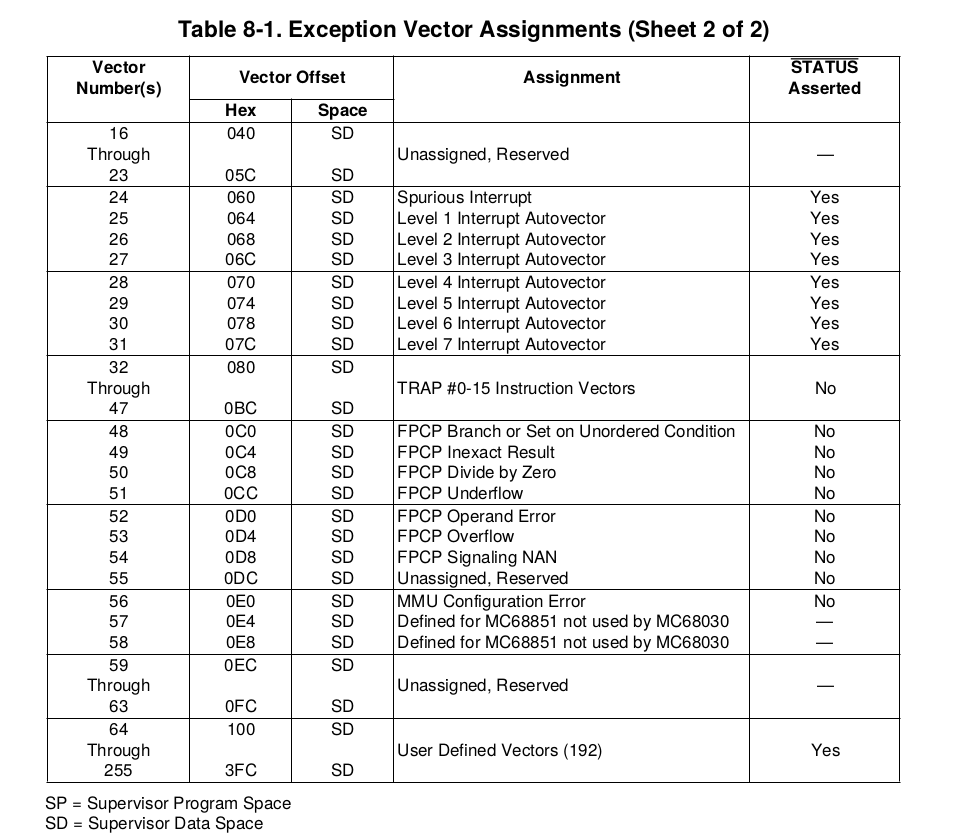 Table 8-1. Exception Vector Assignments (Sheet 2 of 2)
Vector Number(s) Vector Offset Assignment STATUS Asserted
Hex Space
16 040 SD
Through Unassigned, Reserved —
23 05C SD
24 060 SD Spurious Interrupt Yes
25 064 SD Level 1 Interrupt Autovector Yes
26 068 SD Level 2 Interrupt Autovector Yes
27 06C SD Level 3 Interrupt Autovector Yes
28 070 SD Level 4 Interrupt Autovector Yes
29 074 SD Level 5 Interrupt Autovector Yes
30 078 SD Level 6 Interrupt Autovector Yes
31 07C SD Level 7 Interrupt Autovector Yes
32 080 SD
Through TRAP #0-15 Instruction Vectors No
47 0BC SD
48 0C0 SD FPCP Branch or Set on Unordered Condition No
49 0C4 SD FPCP Inexact Result No
50 0C8 SD FPCP Divide by Zero No
51 0CC SD FPCP Underflow No
52 0D0 SD FPCP Operand Error No
53 0D4 SD FPCP Overflow No
54 0D8 SD FPCP Signaling NAN No
55 0DC SD Unassigned, Reserved No
56 0E0 SD MMU Configuration Error No
57 0E4 SD Defined for MC68851 not used by MC68030 —
58 0E8 SD Defined for MC68851 not used by MC68030 —
59 0EC SD
Through Unassigned, Reserved —
63 0FC SD
64 100 SD
Through User Defined Vectors (192) Yes
255 3FC SD
SP = Supervisor Program Space
SD = Supervisor Data Space